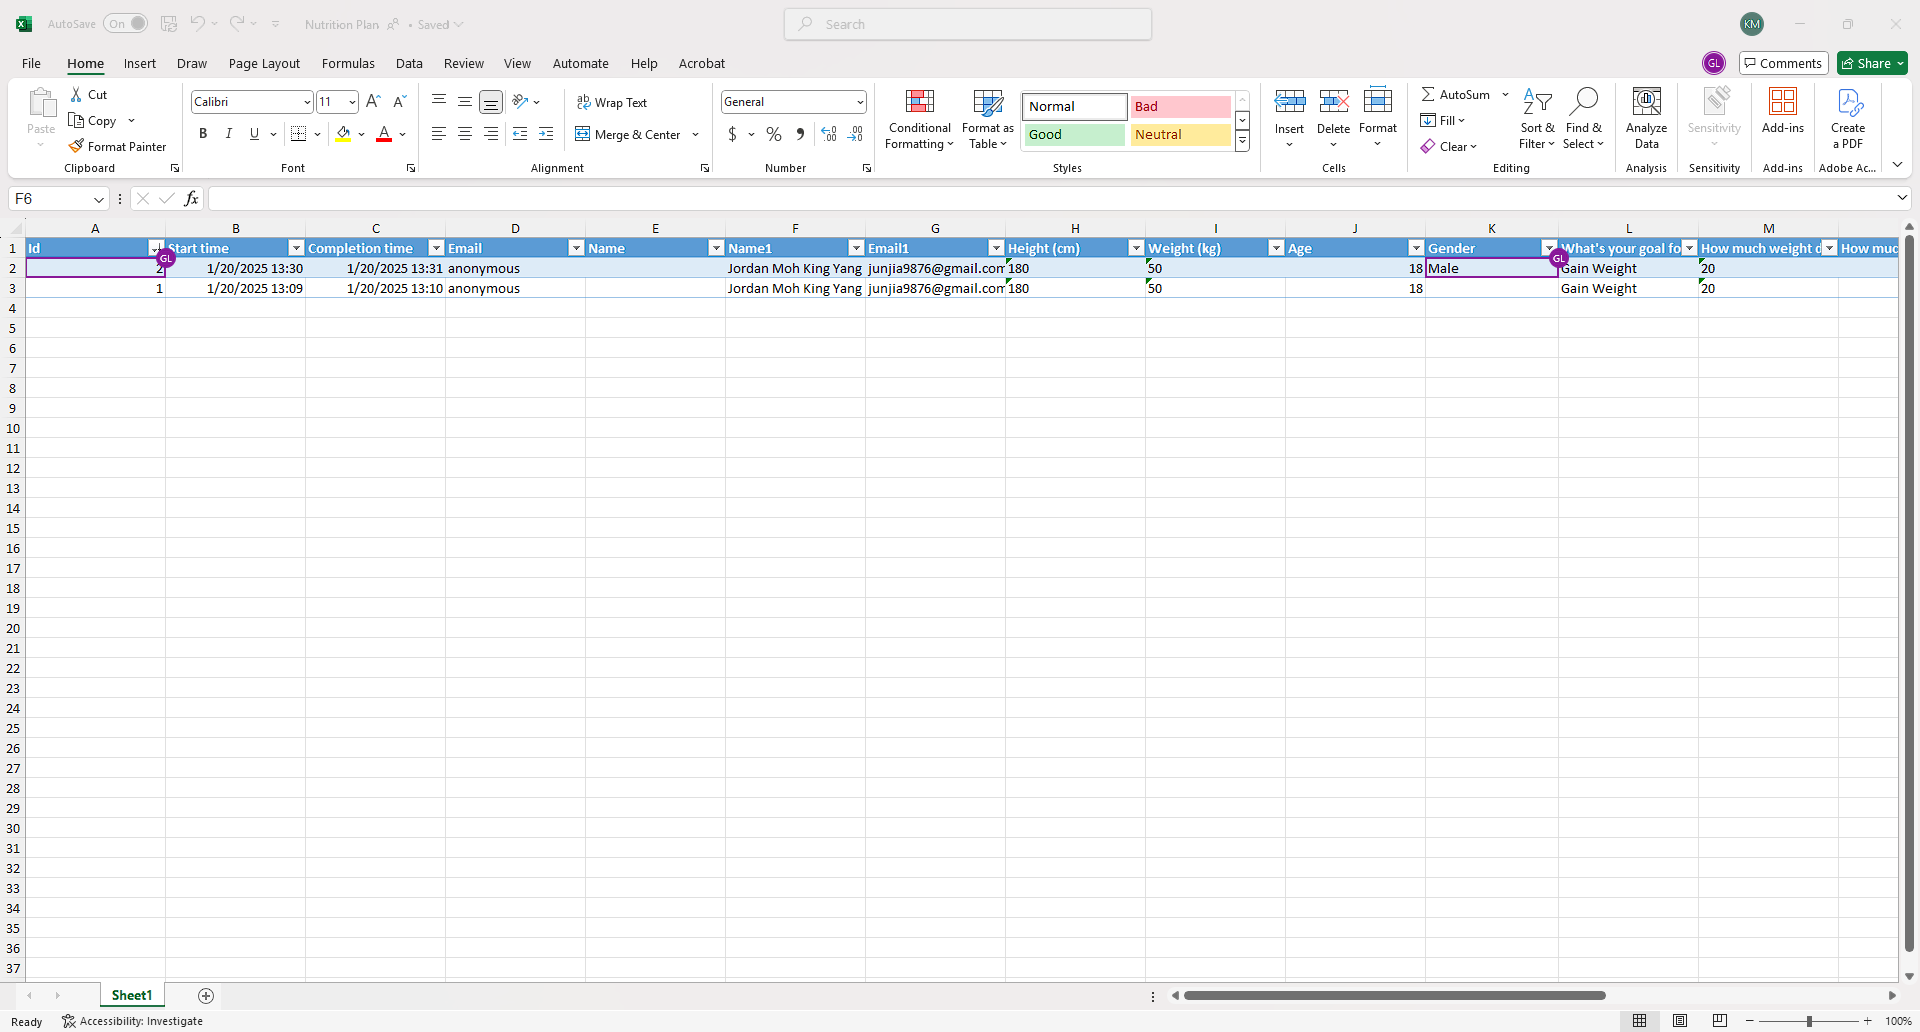 AutoSave On Nutrition Plan • Saved Search KM
File Home Insert Draw Page Layout Formulas Data Review View Automate Help Acrobat GL Comments Share
Paste Cut Copy Format Painter Clipboard
Calibri 11 A A B I U A Font
ab Wrap Text Merge & Center Alignment
General $ % , Number
Conditional Formatting Format as Table Normal Bad Good Neutral Styles
Insert Delete Format Cells
AutoSum Fill Clear Sort & Filter Find & Select Editing
Analyze Data Analysis
Sensitivity Sensitivity
Add-ins Add-ins
Create a PDF Adobe Ac...
F6 fx
A B C D E F G H I J K L M
1 Id Start time Completion time Email Name Name1 Email1 Height (cm) Weight (kg) Age Gender What's your goal fo How much weight d How muc
2 2 1/20/2025 13:30 1/20/2025 13:31 anonymous Jordan Moh King Yang junjia9876@gmail.com 180 50 18 Male Gain Weight 20
GL GL
3 1 1/20/2025 13:09 1/20/2025 13:10 anonymous Jordan Moh King Yang junjia9876@gmail.com 180 50 18 Gain Weight 20
4
5
6
7
8
9
10
11
12
13
14
15
16
17
18
19
20
21
22
23
24
25
26
27
28
29
30
31
32
33
34
35
36
37
Sheet1
Ready Accessibility: Investigate 100%